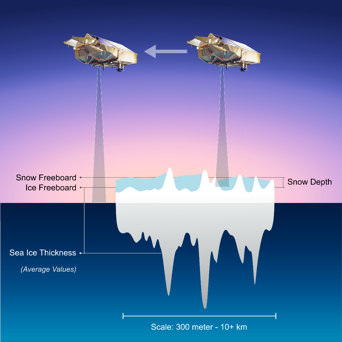 Snow Freeboard
Ice Freeboard
Snow Depth
Sea Ice Thickness
(Average Values)
Scale: 300 meter - 10+ km